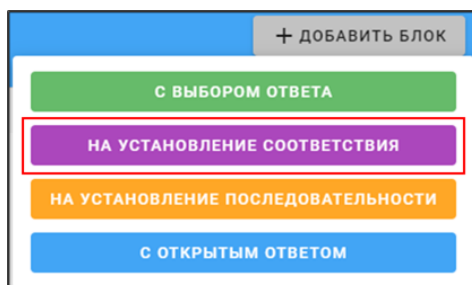 + ДОБАВИТЬ БЛОК
С ВЫБОРОМ ОТВЕТА
НА УСТАНОВЛЕНИЕ СООТВЕТСТВИЯ
НА УСТАНОВЛЕНИЕ ПОСЛЕДОВАТЕЛЬНОСТИ
С ОТКРЫТЫМ ОТВЕТОМ